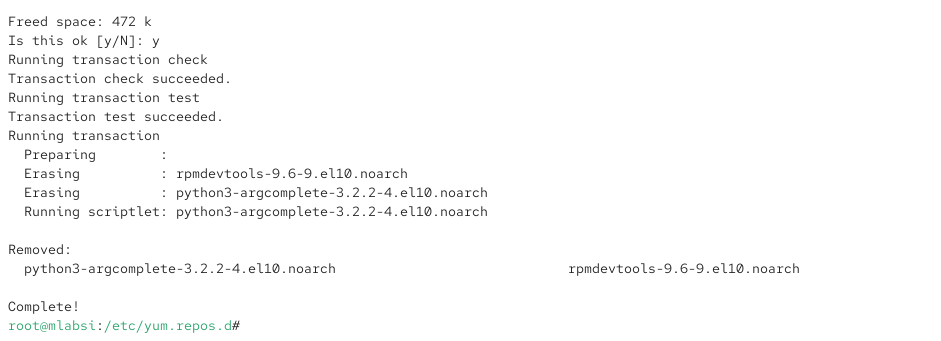 Freed space: 472 k
Is this ok [y/N]: y
Running transaction check
Transaction check succeeded.
Running transaction test
Transaction test succeeded.
Running transaction
  Preparing        :
  Erasing          : rpmdevtools-9.6-9.el10.noarch
  Erasing          : python3-argcomplete-3.2.2-4.el10.noarch
  Running scriptlet: python3-argcomplete-3.2.2-4.el10.noarch

Removed:
  python3-argcomplete-3.2.2-4.el10.noarch                             rpmdevtools-9.6-9.el10.noarch

Complete!
root@mlabsi:/etc/yum.repos.d#